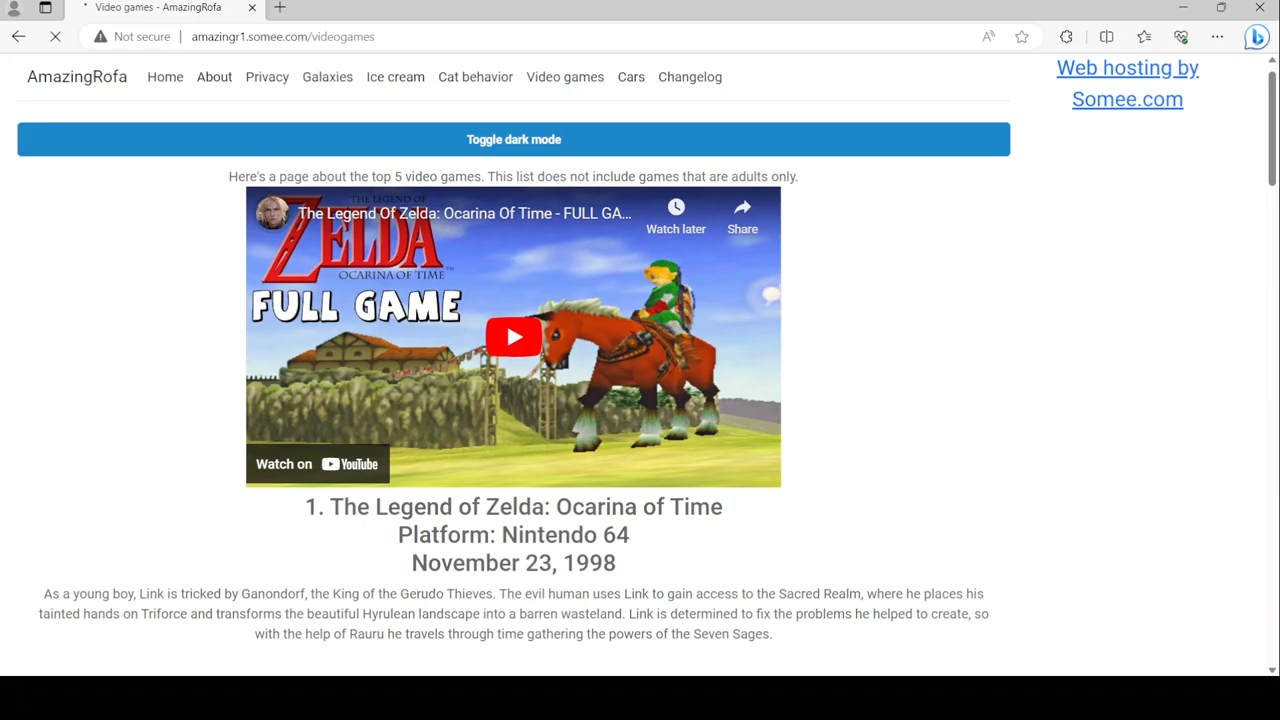 Video games - AmazingRofa
Not secure
amazingr1.somee.com/videogames
AmazingRofa
Home
About
Privacy
Galaxies
Ice cream
Cat behavior
Video games
Cars
Changelog
Web hosting by
Somee.com
Toggle dark mode
Here's a page about the top 5 video games. This list does not include games that are adults only.
THE LEGEND OF
The Legend Of Zelda: Ocarina Of Time - FULL GA...
Watch later
Share
ZELDA
OCARINA OF TIME
FULL GAME
Watch on YouTube
1. The Legend of Zelda: Ocarina of Time
Platform: Nintendo 64
November 23, 1998
As a young boy, Link is tricked by Ganondorf, the King of the Gerudo Thieves. The evil human uses Link to gain access to the Sacred Realm, where he places his
tainted hands on Triforce and transforms the beautiful Hyrulean landscape into a barren wasteland. Link is determined to fix the problems he helped to create, so
with the help of Rauru he travels through time gathering the powers of the Seven Sages.